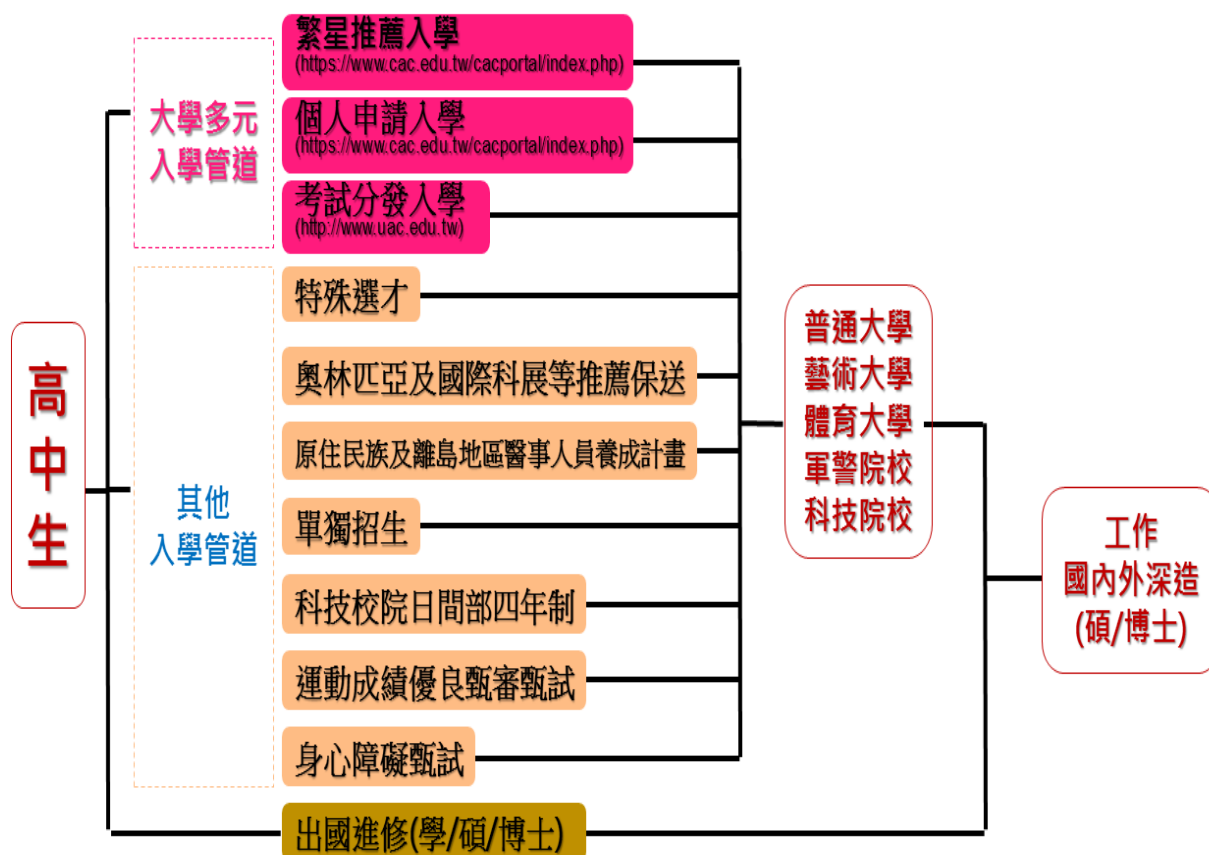 繁星推薦入學
(https://www.cac.edu.tw/cacportal/index.php)
大學多元
入學管道
個人申請入學
(https://www.cac.edu.tw/cacportal/index.php)
考試分發入學
(http://www.uac.edu.tw)
高中生
其他
入學管道
特殊選才
奧林匹亞及國際科展等推薦保送
原住民族及離島地區醫事人員養成計畫
單獨招生
科技校院日間部四年制
運動成績優良甄審甄試
身心障礙甄試
出國進修(學/碩/博士)
普通大學
藝術大學
體育大學
軍警院校
科技院校
工作
國內外深造
(碩/博士)